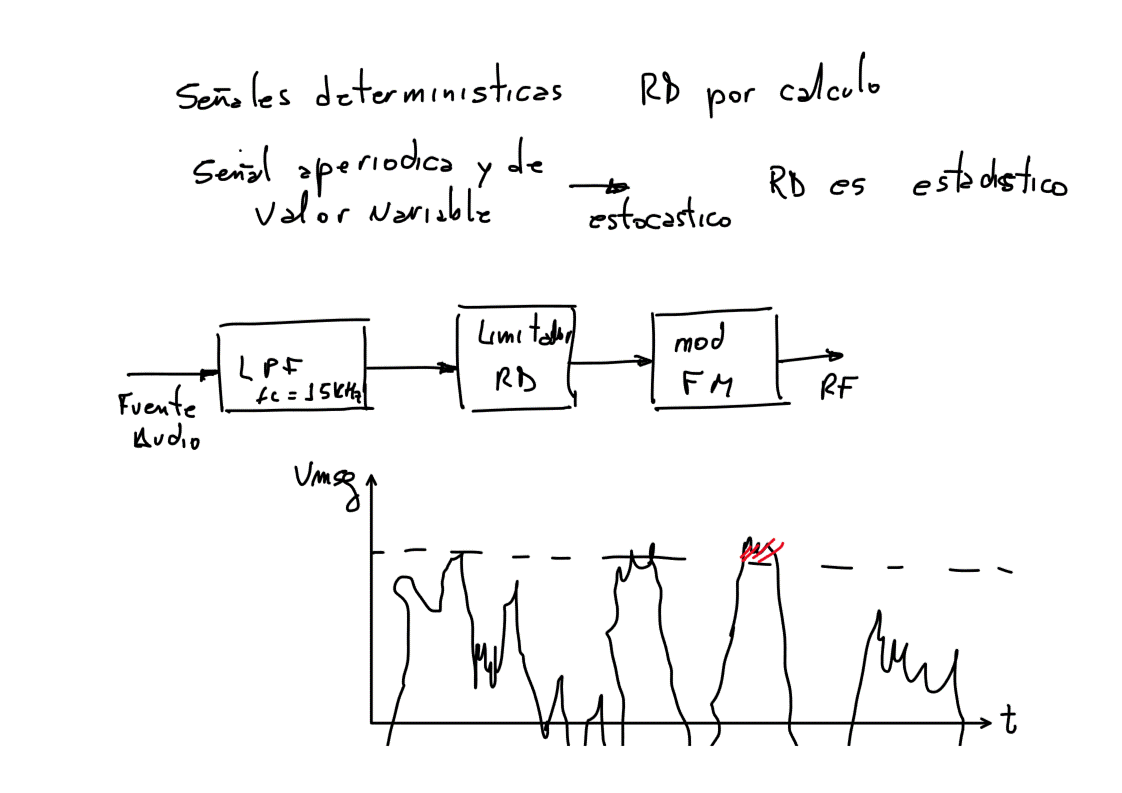 Señales deterministicas RD por calculo
Señal aperiodica y de
Valor variable
estocastico
RD es estadistico
LPF
fc = 15KHz
Limitador
RD
mod
FM
RF
Fuente
Audio
Vmsg
t